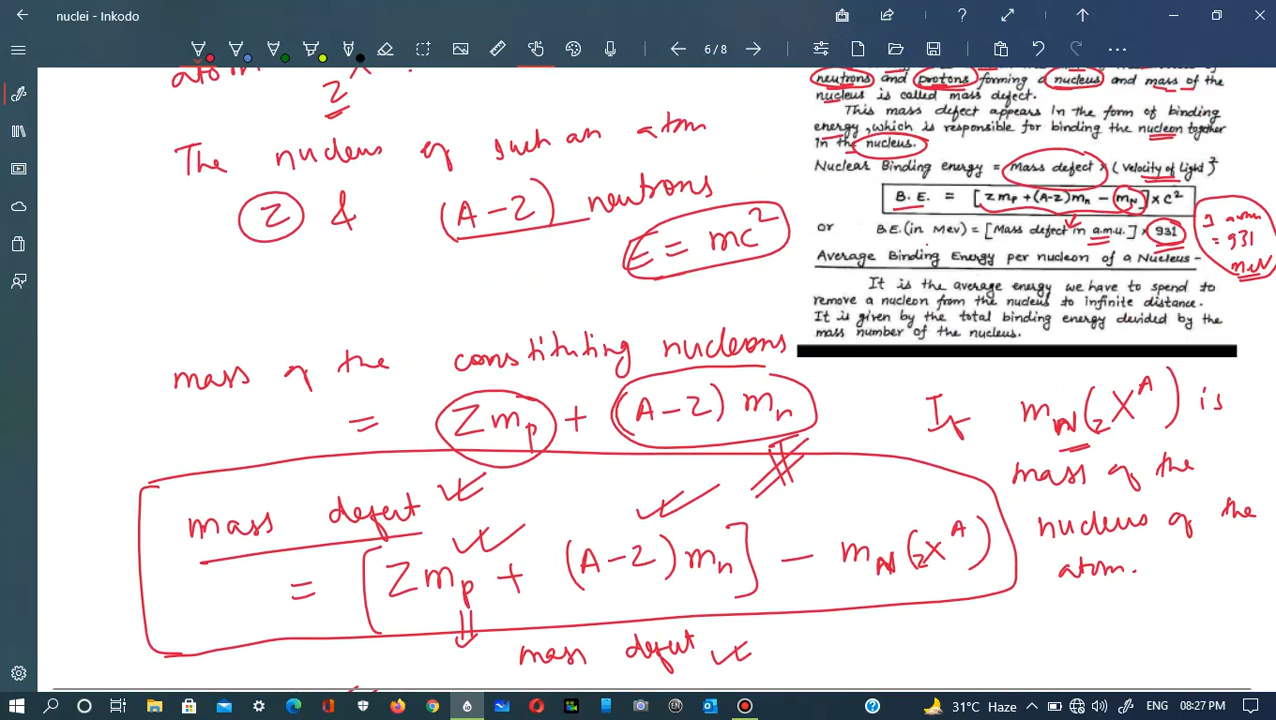 nuclei - Inkodo
6/8
atom
Z X
The nucleus of such an atom
Z & (A-Z) neutrons
E = mc²
mass of the constituting nucleons
= Zmp + (A-Z) mn
mass defect
= [Zmp + (A-Z)mn] - mN(zX^A)
mass defect
neutrons and protons forming a nucleus and mass of the
nucleus is called mass defect.
This mass defect appears in the form of binding
energy, which is responsible for binding the nucleon together
in the nucleus.
Nuclear Binding energy = Mass defect × (Velocity of Light)²
B.E. = [Zmp + (A-Z)mn - mN] × c²
or B.E.(in Mev) = [Mass defect in a.m.u.] × 931
1 amu
= 931
MeV
Average Binding Energy per nucleon of a Nucleus-
It is the average energy we have to spend to
remove a nucleon from the nucleus to infinite distance.
It is given by the total binding energy devided by the
mass number of the nucleus.
If mN(zX^A) is
mass of the
nucleus of the
atom.
31°C Haze
ENG
08:27 PM